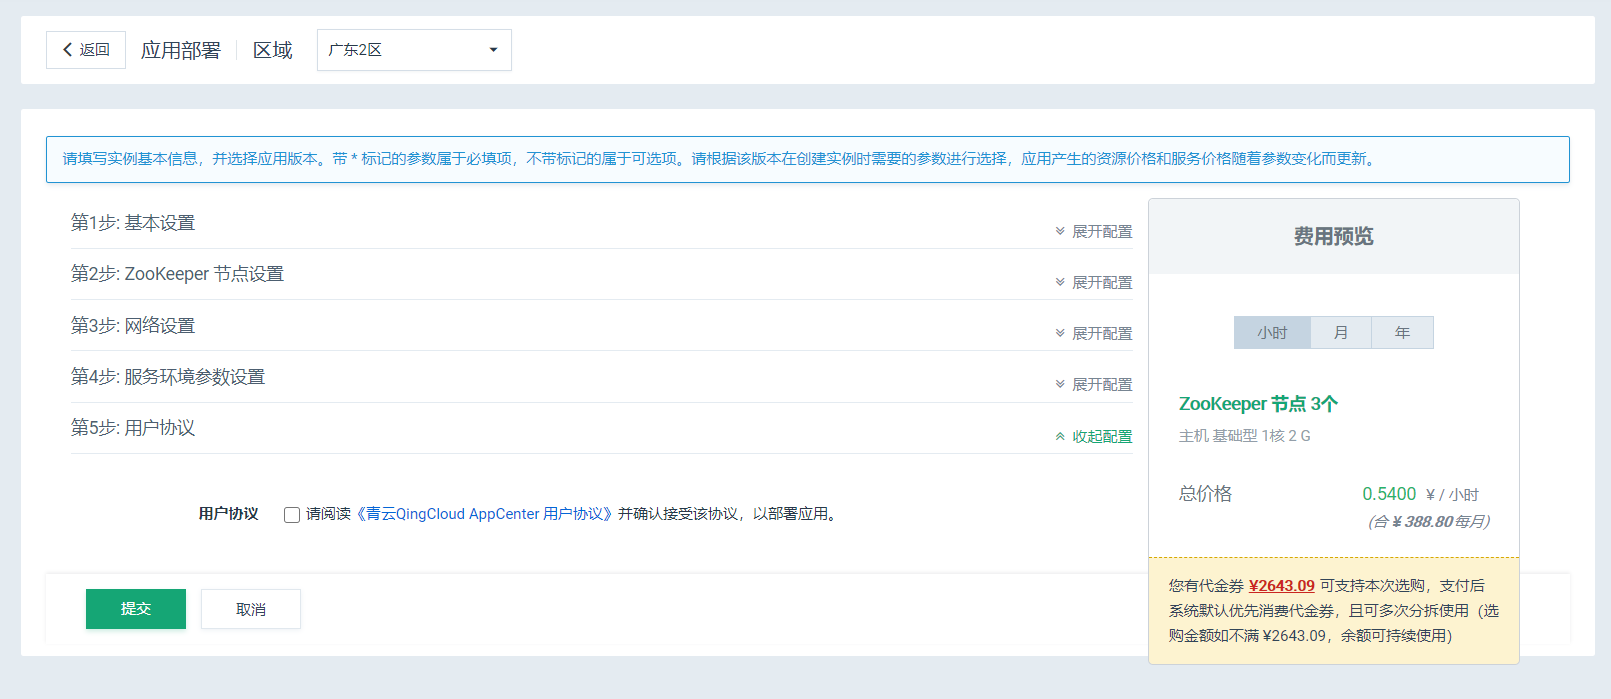 返回
应用部署
区域
广东2区
请填写实例基本信息，并选择应用版本。带 * 标记的参数属于必填项，不带标记的属于可选项。请根据该版本在创建实例时需要的参数进行选择，应用产生的资源价格和服务价格随着参数变化而更新。
第1步: 基本设置
展开配置
第2步: ZooKeeper 节点设置
展开配置
第3步: 网络设置
展开配置
第4步: 服务环境参数设置
展开配置
第5步: 用户协议
收起配置
用户协议
请阅读《青云QingCloud AppCenter 用户协议》并确认接受该协议，以部署应用。
提交
取消
费用预览
小时
月
年
ZooKeeper 节点 3个
主机 基础型 1核 2 G
总价格
0.5400 ¥ / 小时
(合 ¥ 388.80 每月)
您有代金券 ¥2643.09 可支持本次选购，支付后
系统默认优先消费代金券，且可多次分拆使用（选
购金额如不满 ¥2643.09，余额可持续使用）